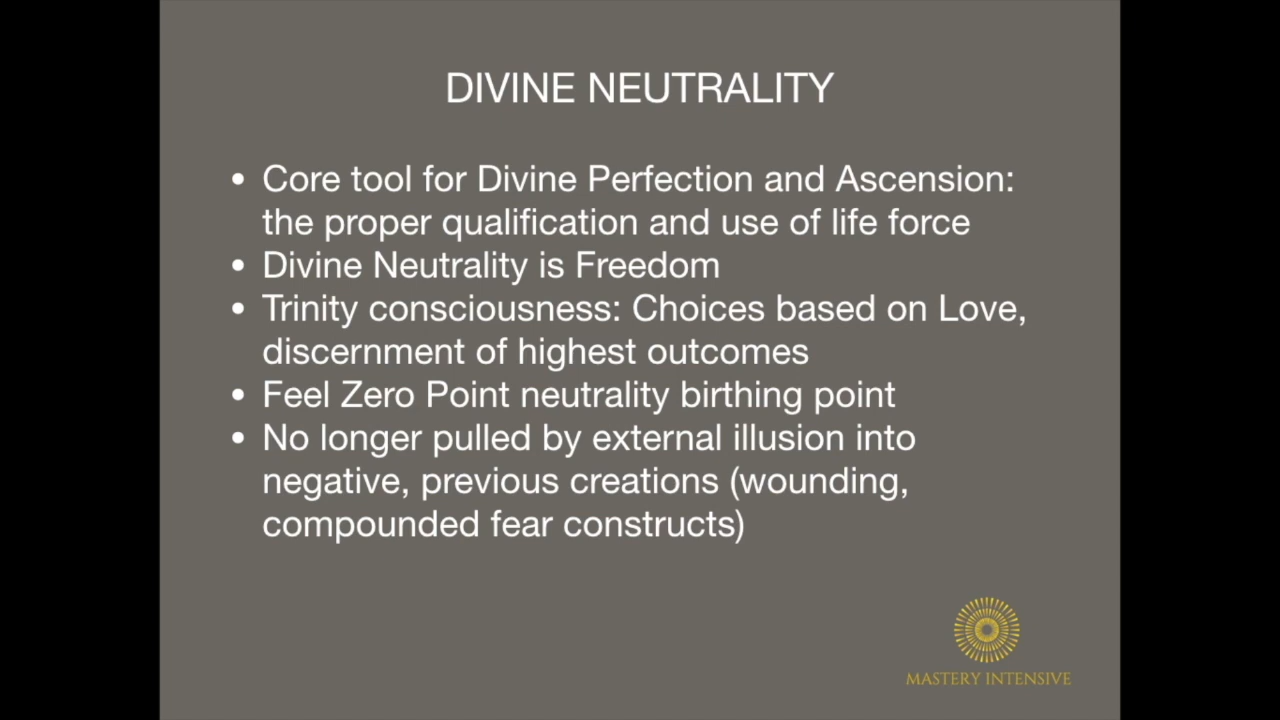 DIVINE NEUTRALITY
• Core tool for Divine Perfection and Ascension:
the proper qualification and use of life force
• Divine Neutrality is Freedom
• Trinity consciousness: Choices based on Love,
discernment of highest outcomes
• Feel Zero Point neutrality birthing point
• No longer pulled by external illusion into
negative, previous creations (wounding,
compounded fear constructs)
MASTERY INTENSIVE